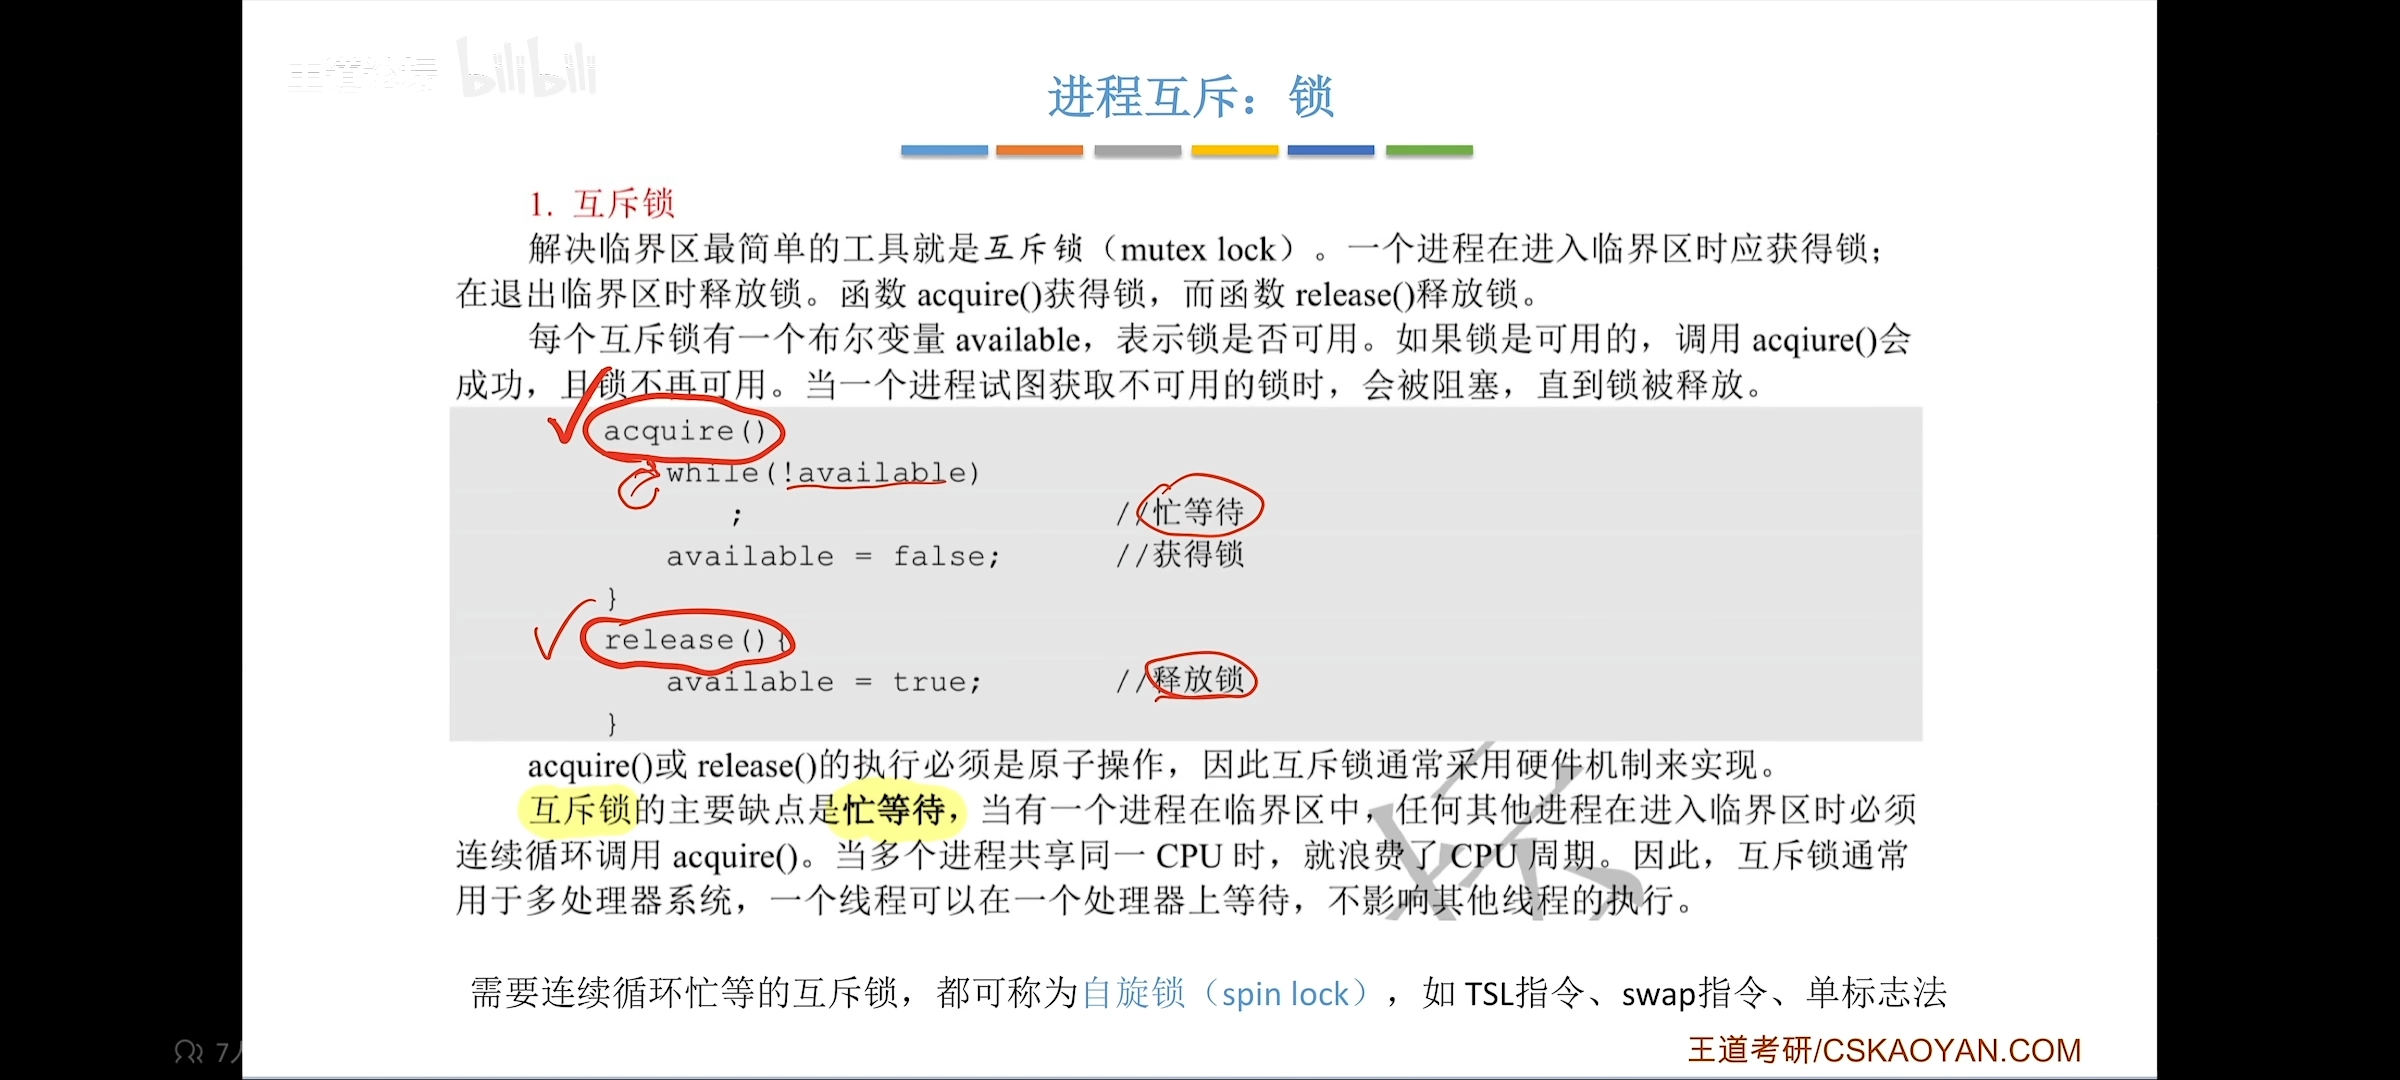 王道论坛 bilibili
进程互斥：锁
1. 互斥锁
解决临界区最简单的工具就是互斥锁（mutex lock）。一个进程在进入临界区时应获得锁；
在退出临界区时释放锁。函数 acquire()获得锁，而函数 release()释放锁。
每个互斥锁有一个布尔变量 available，表示锁是否可用。如果锁是可用的，调用 acqiure()会
成功，且锁不再可用。当一个进程试图获取不可用的锁时，会被阻塞，直到锁被释放。
acquire()
while(!available)
; //忙等待
available = false; //获得锁
}
release(){
available = true; //释放锁
}
acquire()或 release()的执行必须是原子操作，因此互斥锁通常采用硬件机制来实现。
互斥锁的主要缺点是忙等待，当有一个进程在临界区中，任何其他进程在进入临界区时必须
连续循环调用 acquire()。当多个进程共享同一 CPU 时，就浪费了 CPU 周期。因此，互斥锁通常
用于多处理器系统，一个线程可以在一个处理器上等待，不影响其他线程的执行。
需要连续循环忙等的互斥锁，都可称为自旋锁（spin lock），如 TSL指令、swap指令、单标志法
7人
王道考研/CSKAOYAN.COM